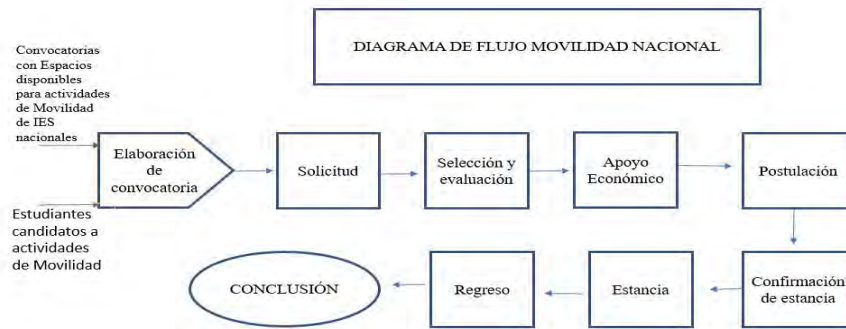 DIAGRAMA DE FLUJO MOVILIDAD NACIONAL
Convocatorias
con Espacios
disponibles
para actividades
de Movilidad
de IES
nacionales
Estudiantes
candidatos a
actividades
de Movilidad
Elaboración
de
convocatoria
Solicitud
Selección y
evaluación
Apoyo
Económico
Postulación
Confirmación
de estancia
Estancia
Regreso
CONCLUSIÓN